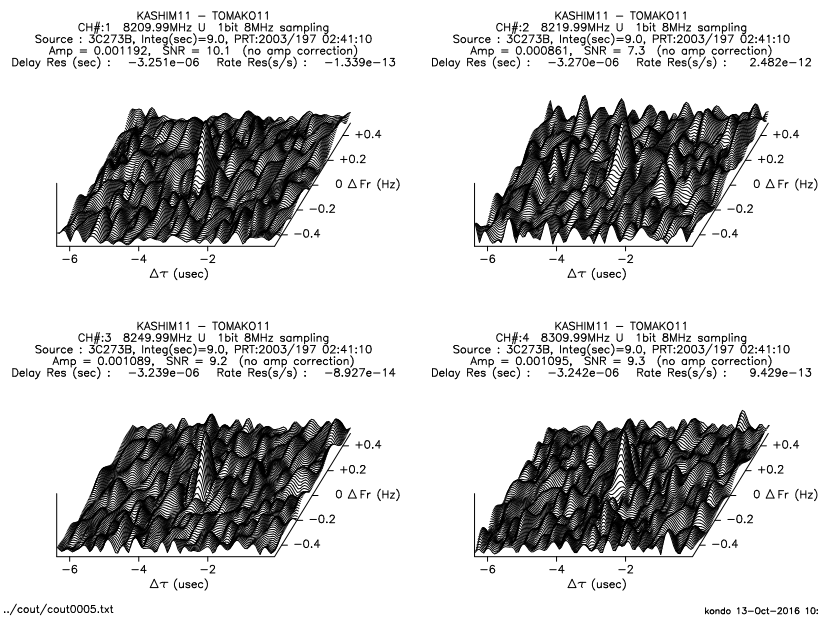 KASHIM11 - TOMAKO11
CH#:1 8209.99MHz U 1bit 8MHz sampling
Source : 3C273B, Integ(sec)=9.0, PRT:2003/197 02:41:10
Amp = 0.001192, SNR = 10.1 (no amp correction)
Delay Res (sec) : -3.251e-06 Rate Res(s/s) : -1.339e-13
+0.4
+0.2
0 ΔFr (Hz)
-0.2
-0.4
-6 -2
Δτ (usec)
KASHIM11 - TOMAKO11
CH#:2 8219.99MHz U 1bit 8MHz sampling
Source : 3C273B, Integ(sec)=9.0, PRT:2003/197 02:41:10
Amp = 0.000861, SNR = 7.3 (no amp correction)
Delay Res (sec) : -3.270e-06 Rate Res(s/s) : 2.482e-12
+0.4
+0.2
0 ΔFr (Hz)
-0.2
-0.4
-6 -2
Δτ (usec)
KASHIM11 - TOMAKO11
CH#:3 8249.99MHz U 1bit 8MHz sampling
Source : 3C273B, Integ(sec)=9.0, PRT:2003/197 02:41:10
Amp = 0.001089, SNR = 9.2 (no amp correction)
Delay Res (sec) : -3.239e-06 Rate Res(s/s) : -8.927e-14
+0.4
+0.2
0 ΔFr (Hz)
-0.2
-0.4
-6 -2
Δτ (usec)
KASHIM11 - TOMAKO11
CH#:4 8309.99MHz U 1bit 8MHz sampling
Source : 3C273B, Integ(sec)=9.0, PRT:2003/197 02:41:10
Amp = 0.001095, SNR = 9.3 (no amp correction)
Delay Res (sec) : -3.242e-06 Rate Res(s/s) : 9.429e-13
+0.4
+0.2
0 ΔFr (Hz)
-0.2
-0.4
-6 -2
Δτ (usec)
../cout/cout0005.txt
kondo 13-Oct-2016 10: